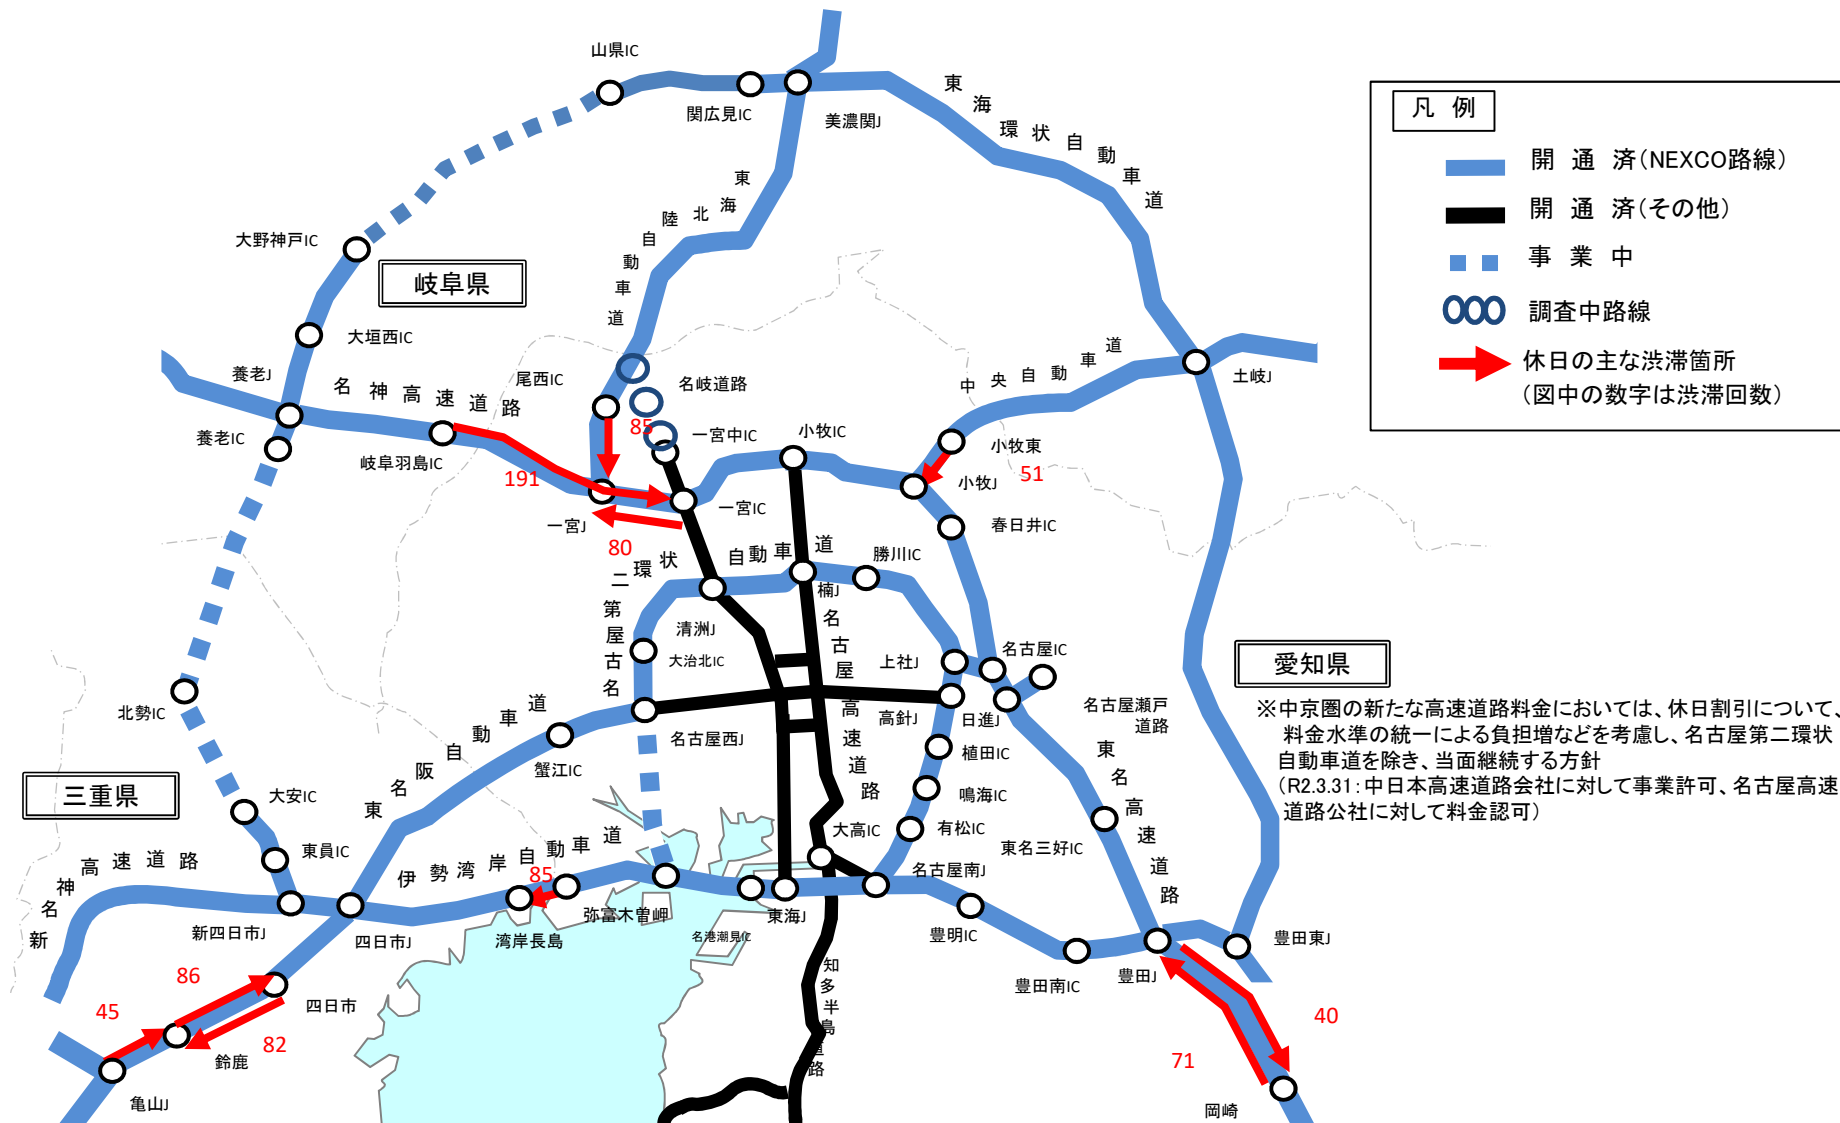 山県IC
関広見IC
美濃関J
東海環状自動車道
東海北陸自動車道
大野神戸IC
岐阜県
大垣西IC
養老J
名神高速道路
尾西IC
名岐道路
85
一宮中IC
小牧IC
中央自動車道
土岐J
養老IC
岐阜羽島IC
191
小牧東
51
小牧J
一宮J
一宮IC
80
春日井IC
名古屋第二環状自動車道
勝川IC
楠J
清洲J
大治北IC
名古屋高速道路
上社J
名古屋IC
愛知県
北勢IC
名古屋西J
高針J
日進J
名古屋瀬戸
道路
東名阪自動車道
蟹江IC
植田IC
三重県
大安IC
鳴海IC
東名高速道路
東員IC
大高IC
有松IC
東名三好IC
新名神高速道路
伊勢湾岸自動車道
85
名古屋南J
弥富木曽岬
東海J
新四日市J
四日市J
湾岸長島
名港潮見IC
豊明IC
豊田南IC
豊田J
豊田東J
86
四日市
知多半島道路
45
82
鈴鹿
亀山J
40
71
岡崎
凡 例
開 通 済(NEXCO路線)
開 通 済(その他)
事 業 中
調査中路線
休日の主な渋滞箇所
(図中の数字は渋滞回数)
※中京圏の新たな高速道路料金においては、休日割引について、
料金水準の統一による負担増などを考慮し、名古屋第二環状
自動車道を除き、当面継続する方針
(R2.3.31:中日本高速道路会社に対して事業許可、名古屋高速
道路公社に対して料金認可)